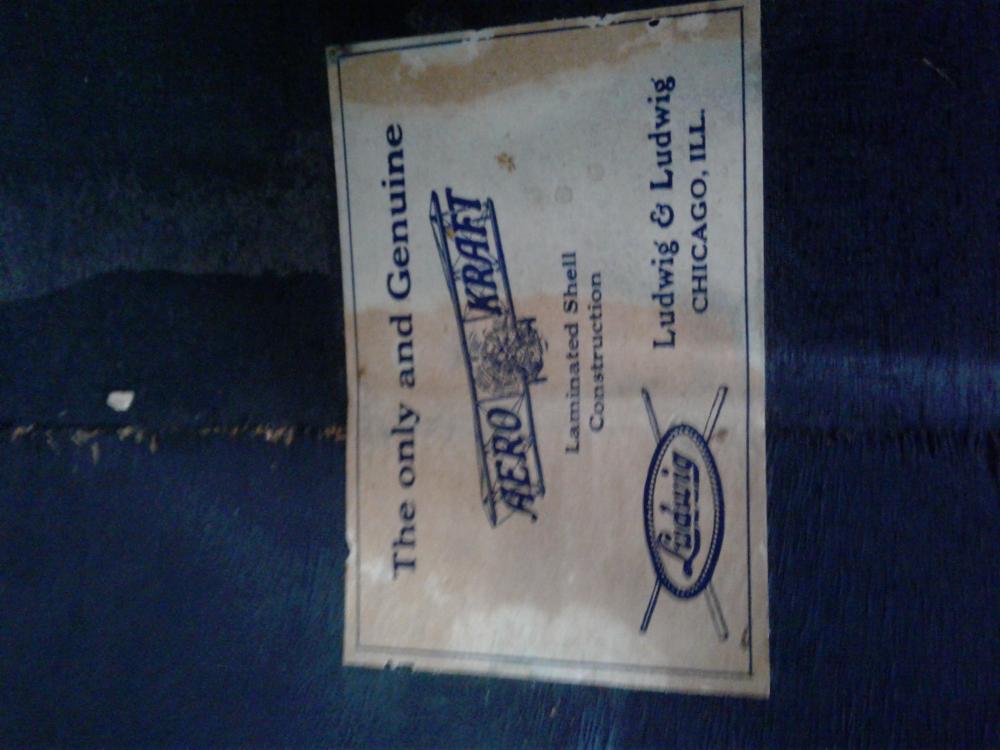 The only and Genuine
AERO KRAFT
Laminated Shell
Construction
Ludwig
Ludwig & Ludwig
CHICAGO, ILL.